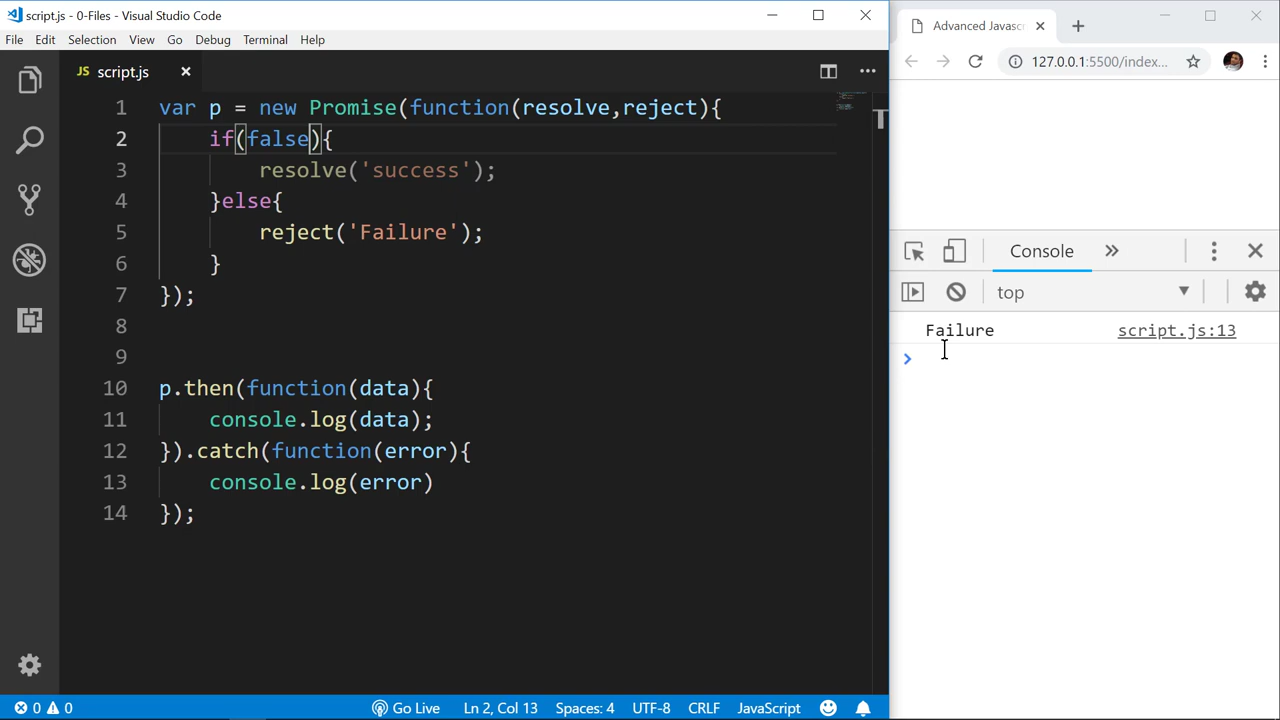 script.js - 0-Files - Visual Studio Code
File Edit Selection View Go Debug Terminal Help
JS script.js
1 var p = new Promise(function(resolve,reject){
2 if(false){
3 resolve('success');
4 }else{
5 reject('Failure');
6 }
7 });
8
9
10 p.then(function(data){
11 console.log(data);
12 }).catch(function(error){
13 console.log(error)
14 });
0 0 Go Live Ln 2, Col 13 Spaces: 4 UTF-8 CRLF JavaScript
Advanced Javascr
127.0.0.1:5500/index...
Console
top
Failure script.js:13